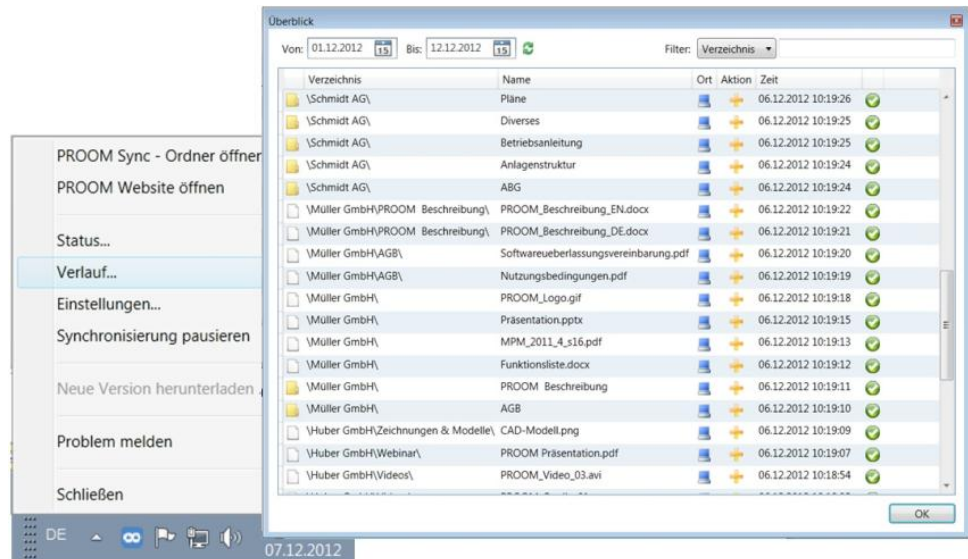 Überblick
Von: 01.12.2012 15 Bis: 12.12.2012 15 Filter: Verzeichnis
Verzeichnis Name Ort Aktion Zeit
\Schmidt AG\ Pläne 06.12.2012 10:19:26
\Schmidt AG\ Diverses 06.12.2012 10:19:25
\Schmidt AG\ Betriebsanleitung 06.12.2012 10:19:25
\Schmidt AG\ Anlagenstruktur 06.12.2012 10:19:24
\Schmidt AG\ ABG 06.12.2012 10:19:24
\Müller GmbH\PROOM Beschreibung\ PROOM_Beschreibung_EN.docx 06.12.2012 10:19:22
\Müller GmbH\PROOM Beschreibung\ PROOM_Beschreibung_DE.docx 06.12.2012 10:19:21
\Müller GmbH\AGB\ Softwareueberlassungsvereinbarung.pdf 06.12.2012 10:19:20
\Müller GmbH\AGB\ Nutzungsbedingungen.pdf 06.12.2012 10:19:19
\Müller GmbH\ PROOM_Logo.gif 06.12.2012 10:19:18
\Müller GmbH\ Präsentation.pptx 06.12.2012 10:19:15
\Müller GmbH\ MPM_2011_4_s16.pdf 06.12.2012 10:19:13
\Müller GmbH\ Funktionsliste.docx 06.12.2012 10:19:12
\Müller GmbH\ PROOM Beschreibung 06.12.2012 10:19:11
\Müller GmbH\ AGB 06.12.2012 10:19:10
\Huber GmbH\Zeichnungen & Modelle\ CAD-Modell.png 06.12.2012 10:19:09
\Huber GmbH\Webinar\ PROOM Präsentation.pdf 06.12.2012 10:19:07
\Huber GmbH\Videos\ PROOM_Video_03.avi 06.12.2012 10:18:54
OK
PROOM Sync - Ordner öffnen
PROOM Website öffnen
Status...
Verlauf...
Einstellungen...
Synchronisierung pausieren
Neue Version herunterladen
Problem melden
Schließen
DE
07.12.2012